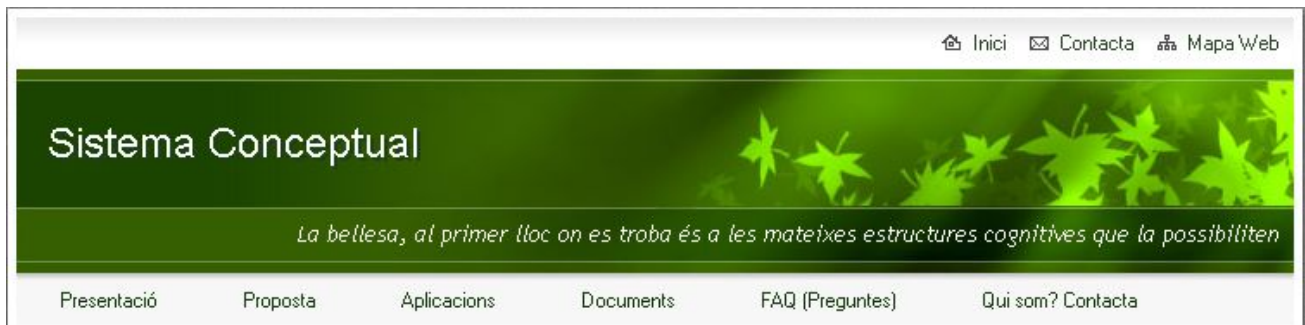 Inici Contacta Mapa Web
Sistema Conceptual
La bellesa, al primer lloc on es troba és a les mateixes estructures cognitives que la possibiliten
Presentació Proposta Aplicacions Documents FAQ (Preguntes) Qui som? Contacta